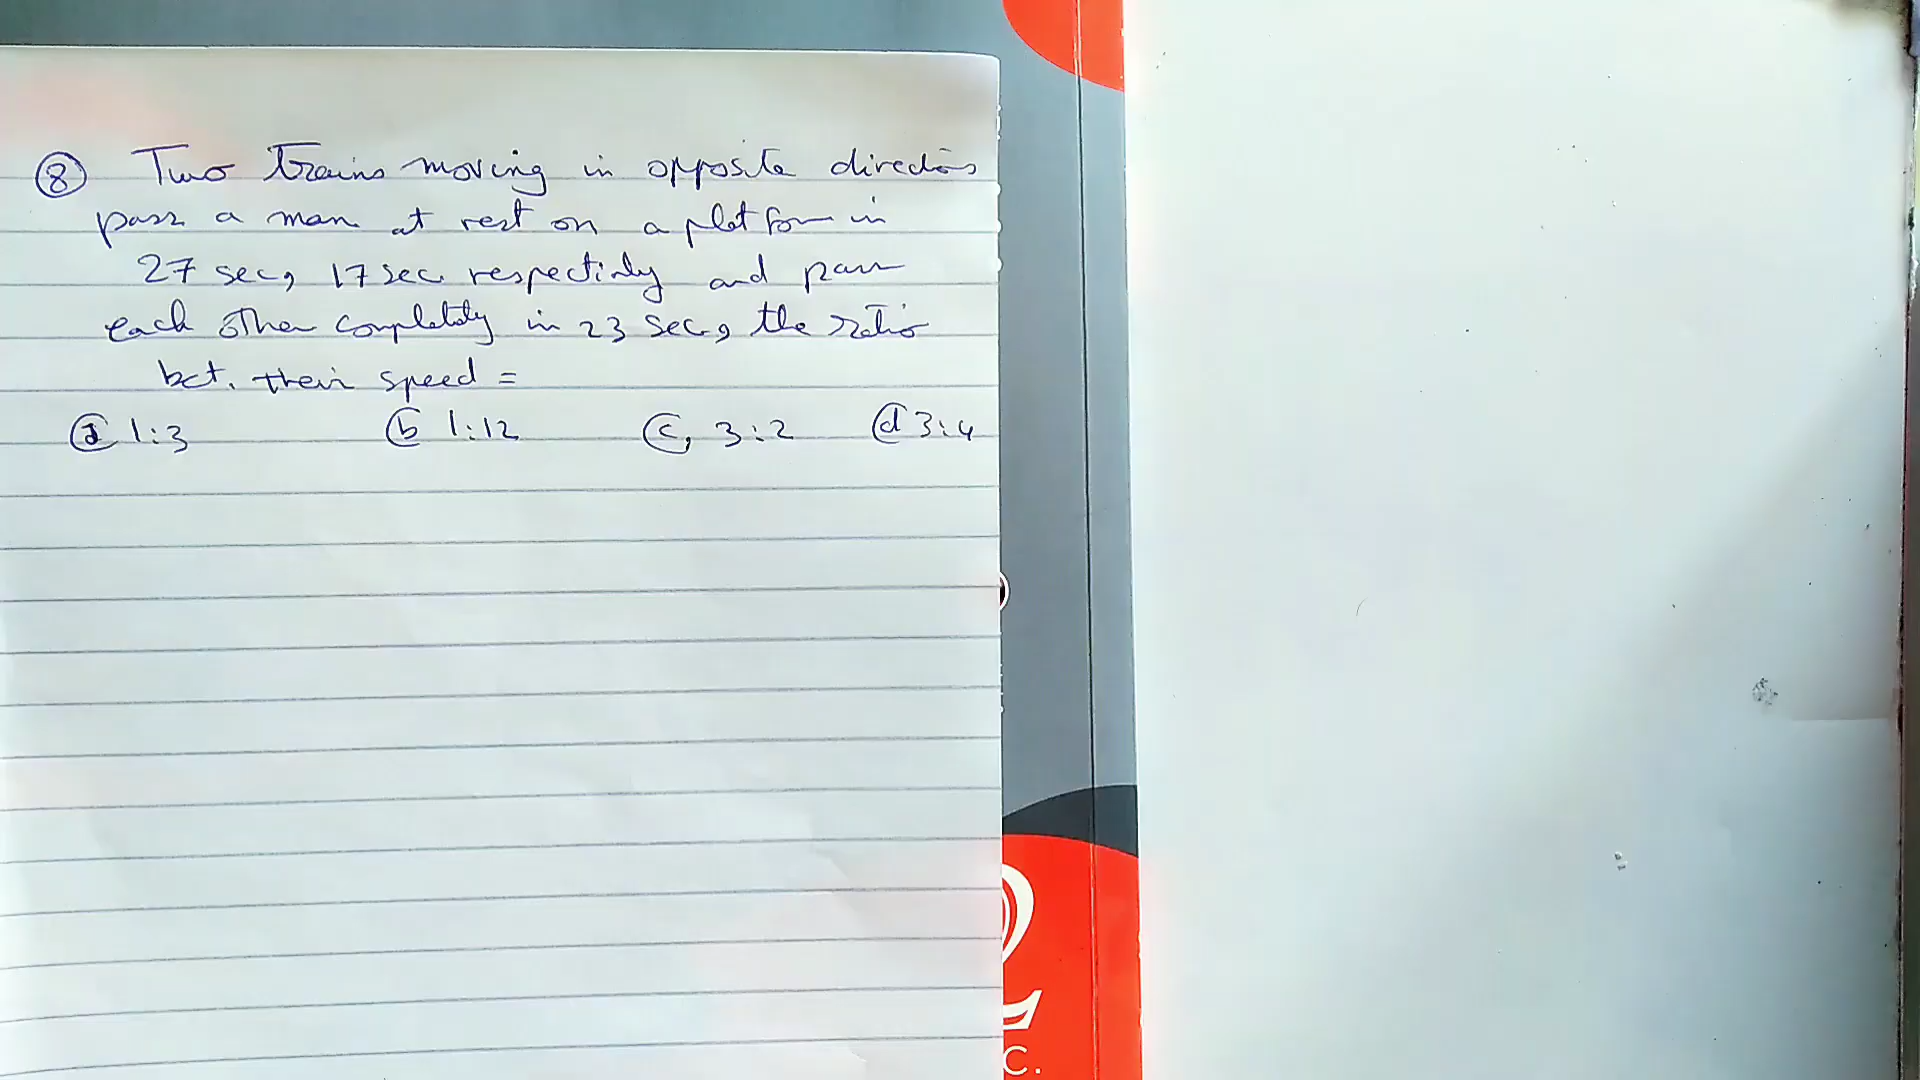 8 Two trains moving in opposite directions
pass a man at rest on a platform in
27 sec, 17 sec respectively and pass
each other completely in 23 sec, the ratio
bet. their speed =
a 1:3 b 1:12 c, 3:2 d 3:4
C.